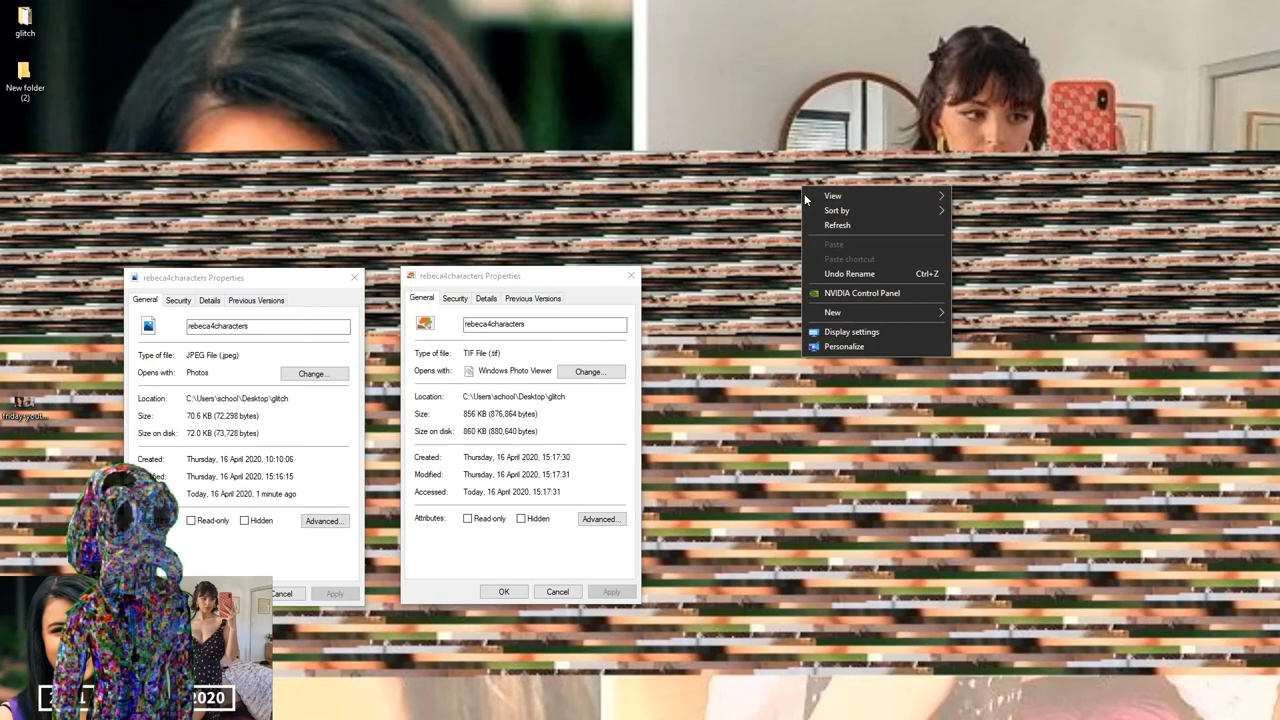 glitch
New folder
(2)
View
Sort by
Refresh
Paste
Paste shortcut
Undo Rename Ctrl+Z
NVIDIA Control Panel
New
Display settings
Personalize
rebeca4characters Properties
General Security Details Previous Versions
rebeca4characters
Type of file: JPEG File (.jpeg)
Opens with: Photos Change...
Location: C:\Users\school\Desktop\glitch
Size: 70.6 KB (72,298 bytes)
Size on disk: 72.0 KB (73,728 bytes)
Created: Thursday, 16 April 2020, 10:10:06
Thursday, 16 April 2020, 15:16:15
Today, 16 April 2020, 1 minute ago
Read-only Hidden Advanced...
Cancel Apply
rebeca4characters Properties
General Security Details Previous Versions
rebeca4characters
Type of file: TIF File (.tif)
Opens with: Windows Photo Viewer Change...
Location: C:\Users\school\Desktop\glitch
Size: 856 KB (876,864 bytes)
Size on disk: 860 KB (880,640 bytes)
Created: Thursday, 16 April 2020, 15:17:30
Modified: Thursday, 16 April 2020, 15:17:31
Accessed: Today, 16 April 2020, 15:17:31
Attributes: Read-only Hidden Advanced...
OK Cancel Apply
friday-yout...
2020